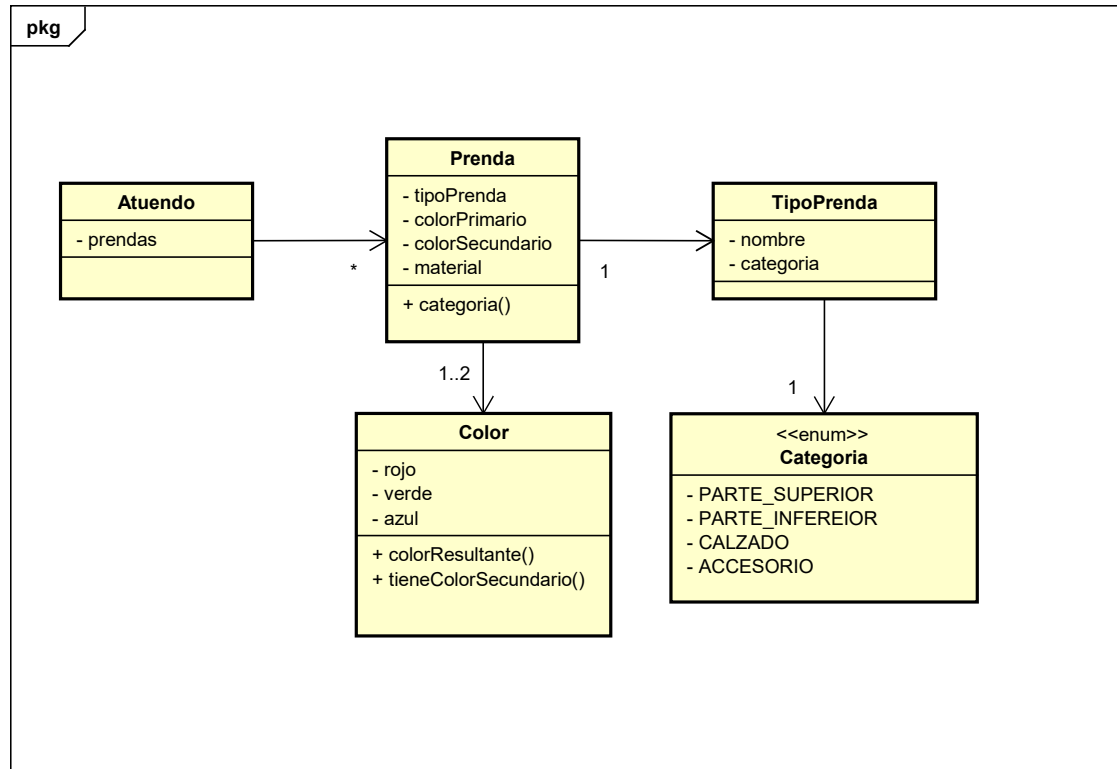 pkg
Atuendo
- prendas
*
Prenda
- tipoPrenda
- colorPrimario
- colorSecundario
- material
+ categoria()
1
TipoPrenda
- nombre
- categoria
1..2
Color
- rojo
- verde
- azul
+ colorResultante()
+ tieneColorSecundario()
1
<<enum>>
Categoria
- PARTE_SUPERIOR
- PARTE_INFEREIOR
- CALZADO
- ACCESORIO